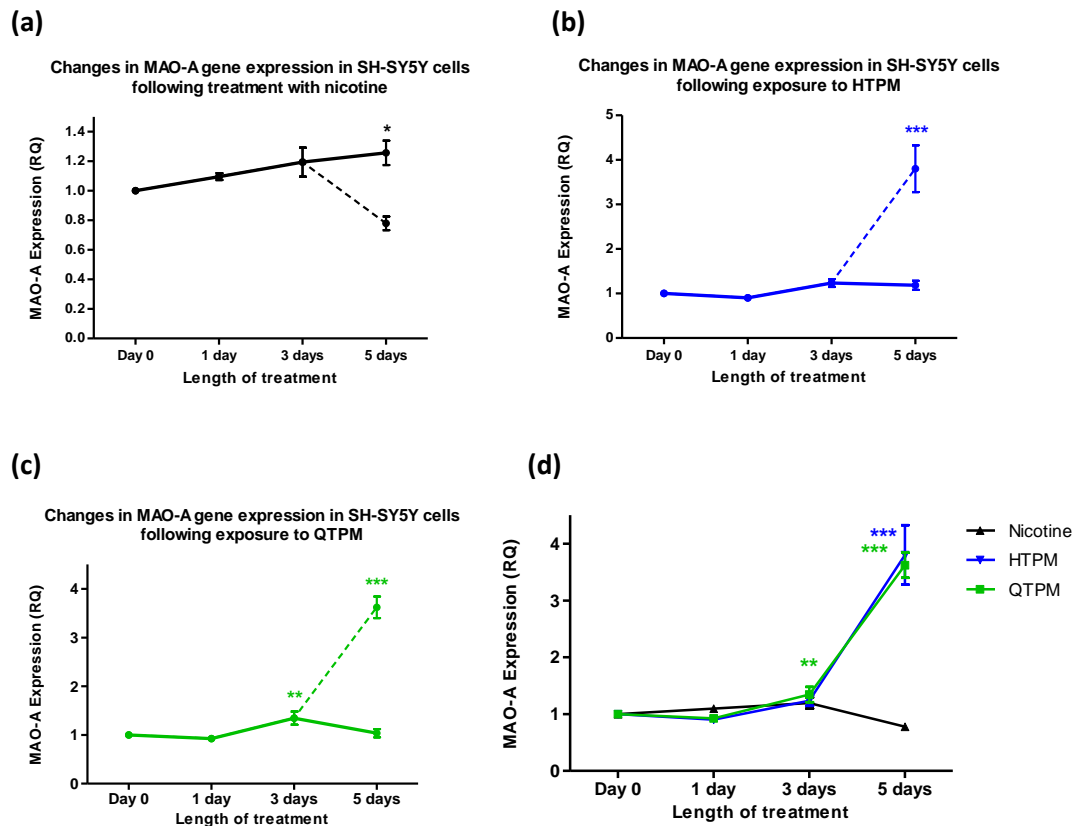 (a)
Changes in MAO-A gene expression in SH-SY5Y cells
following treatment with nicotine
MAO-A Expression (RQ)
1.4
1.2
1.0
0.8
0.6
0.4
0.2
0.0
*
Day 0 1 day 3 days 5 days
Length of treatment
(b)
Changes in MAO-A gene expression in SH-SY5Y cells
following exposure to HTPM
MAO-A Expression (RQ)
5
4
3
2
1
0
***
Day 0 1 day 3 days 5 days
Length of treatment
(c)
Changes in MAO-A gene expression in SH-SY5Y cells
following exposure to QTPM
MAO-A Expression (RQ)
4
3
2
1
0
**
***
Day 0 1 day 3 days 5 days
Length of treatment
(d)
MAO-A Expression (RQ)
4
3
2
1
0
**
***
***
Day 0 1 day 3 days 5 days
Length of treatment
Nicotine
HTPM
QTPM